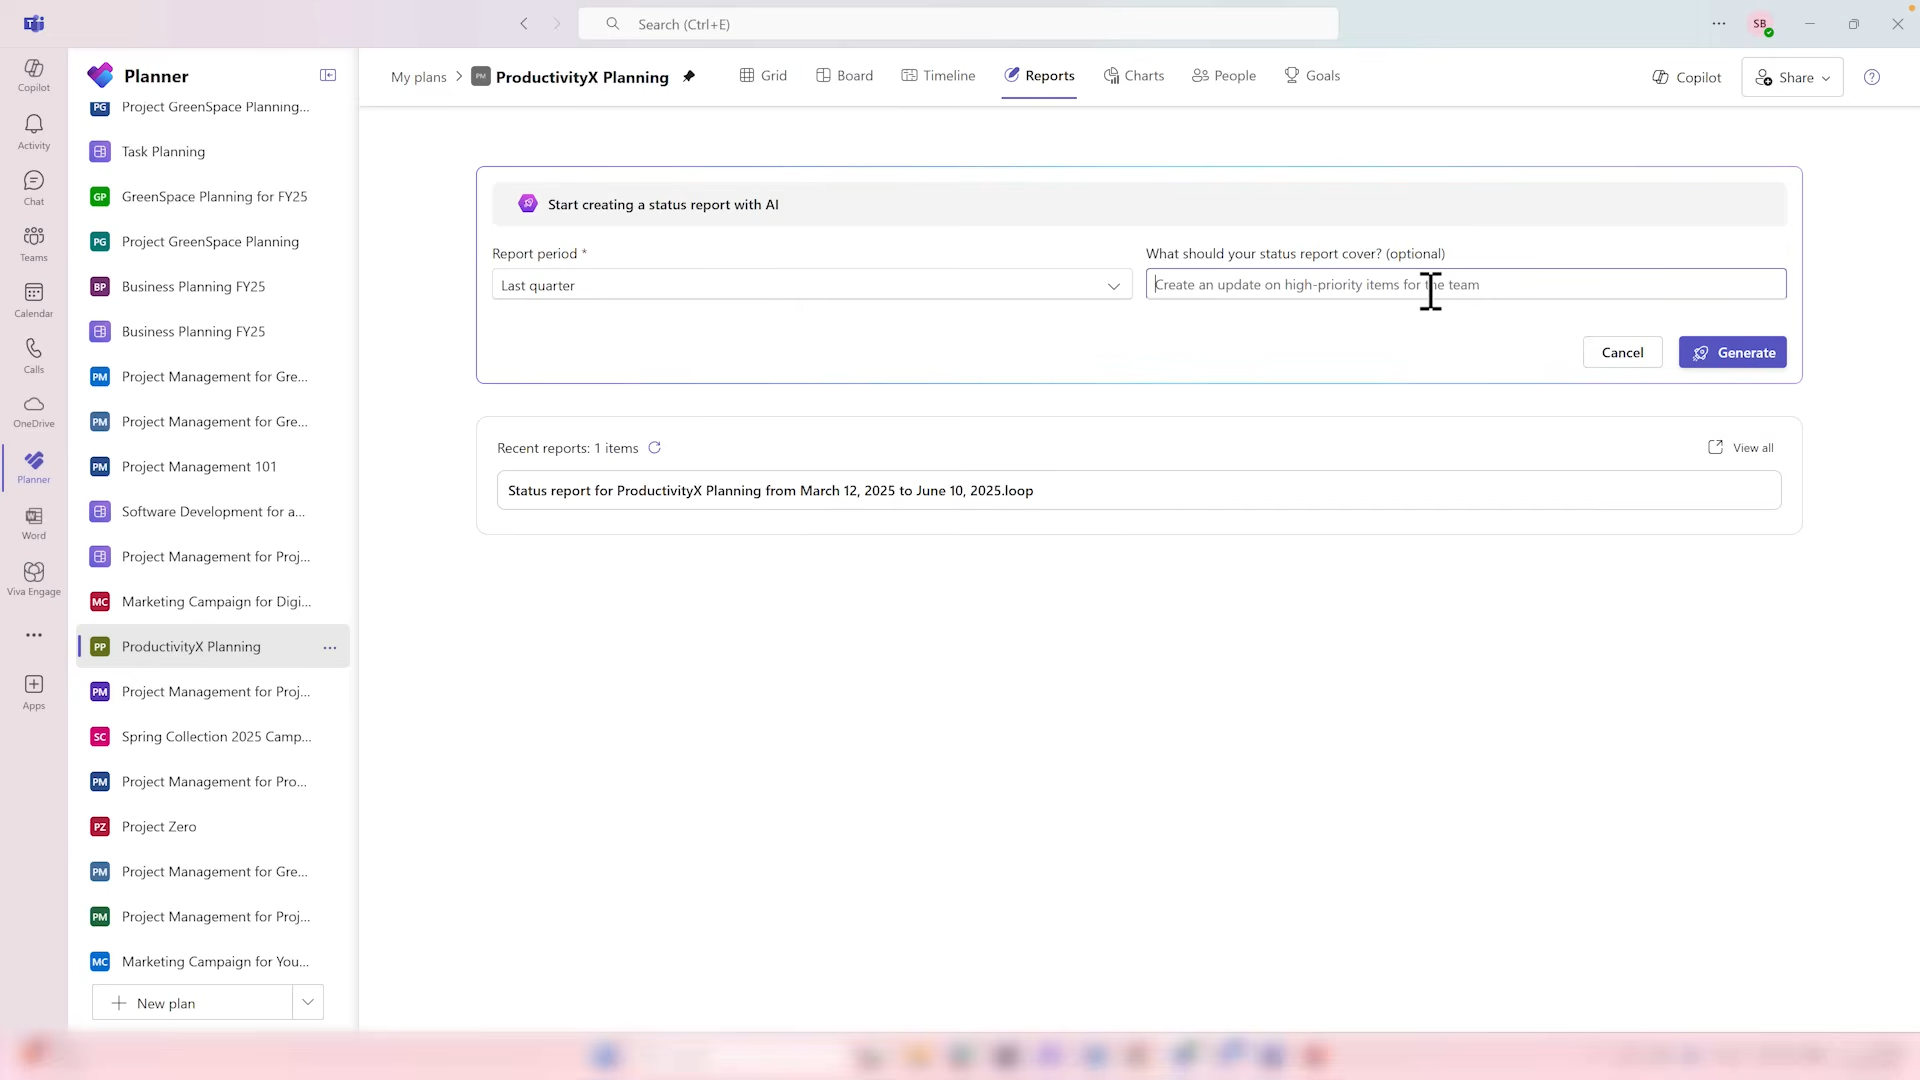 Search (Ctrl+E)
SB
Copilot
Activity
Chat
Teams
Calendar
Calls
OneDrive
Planner
Word
Viva Engage
Apps
Planner
PG Project GreenSpace Planning...
Task Planning
GP GreenSpace Planning for FY25
PG Project GreenSpace Planning
BP Business Planning FY25
Business Planning FY25
PM Project Management for Gre...
PM Project Management for Gre...
PM Project Management 101
Software Development for a...
Project Management for Proj...
MC Marketing Campaign for Digi...
PP ProductivityX Planning
PM Project Management for Proj...
SC Spring Collection 2025 Camp...
PM Project Management for Pro...
PZ Project Zero
PM Project Management for Gre...
PM Project Management for Proj...
MC Marketing Campaign for You...
New plan
My plans > PM ProductivityX Planning
Grid
Board
Timeline
Reports
Charts
People
Goals
Copilot
Share
Start creating a status report with AI
Report period *
Last quarter
What should your status report cover? (optional)
Create an update on high-priority items for the team
Cancel
Generate
Recent reports: 1 items
View all
Status report for ProductivityX Planning from March 12, 2025 to June 10, 2025.loop